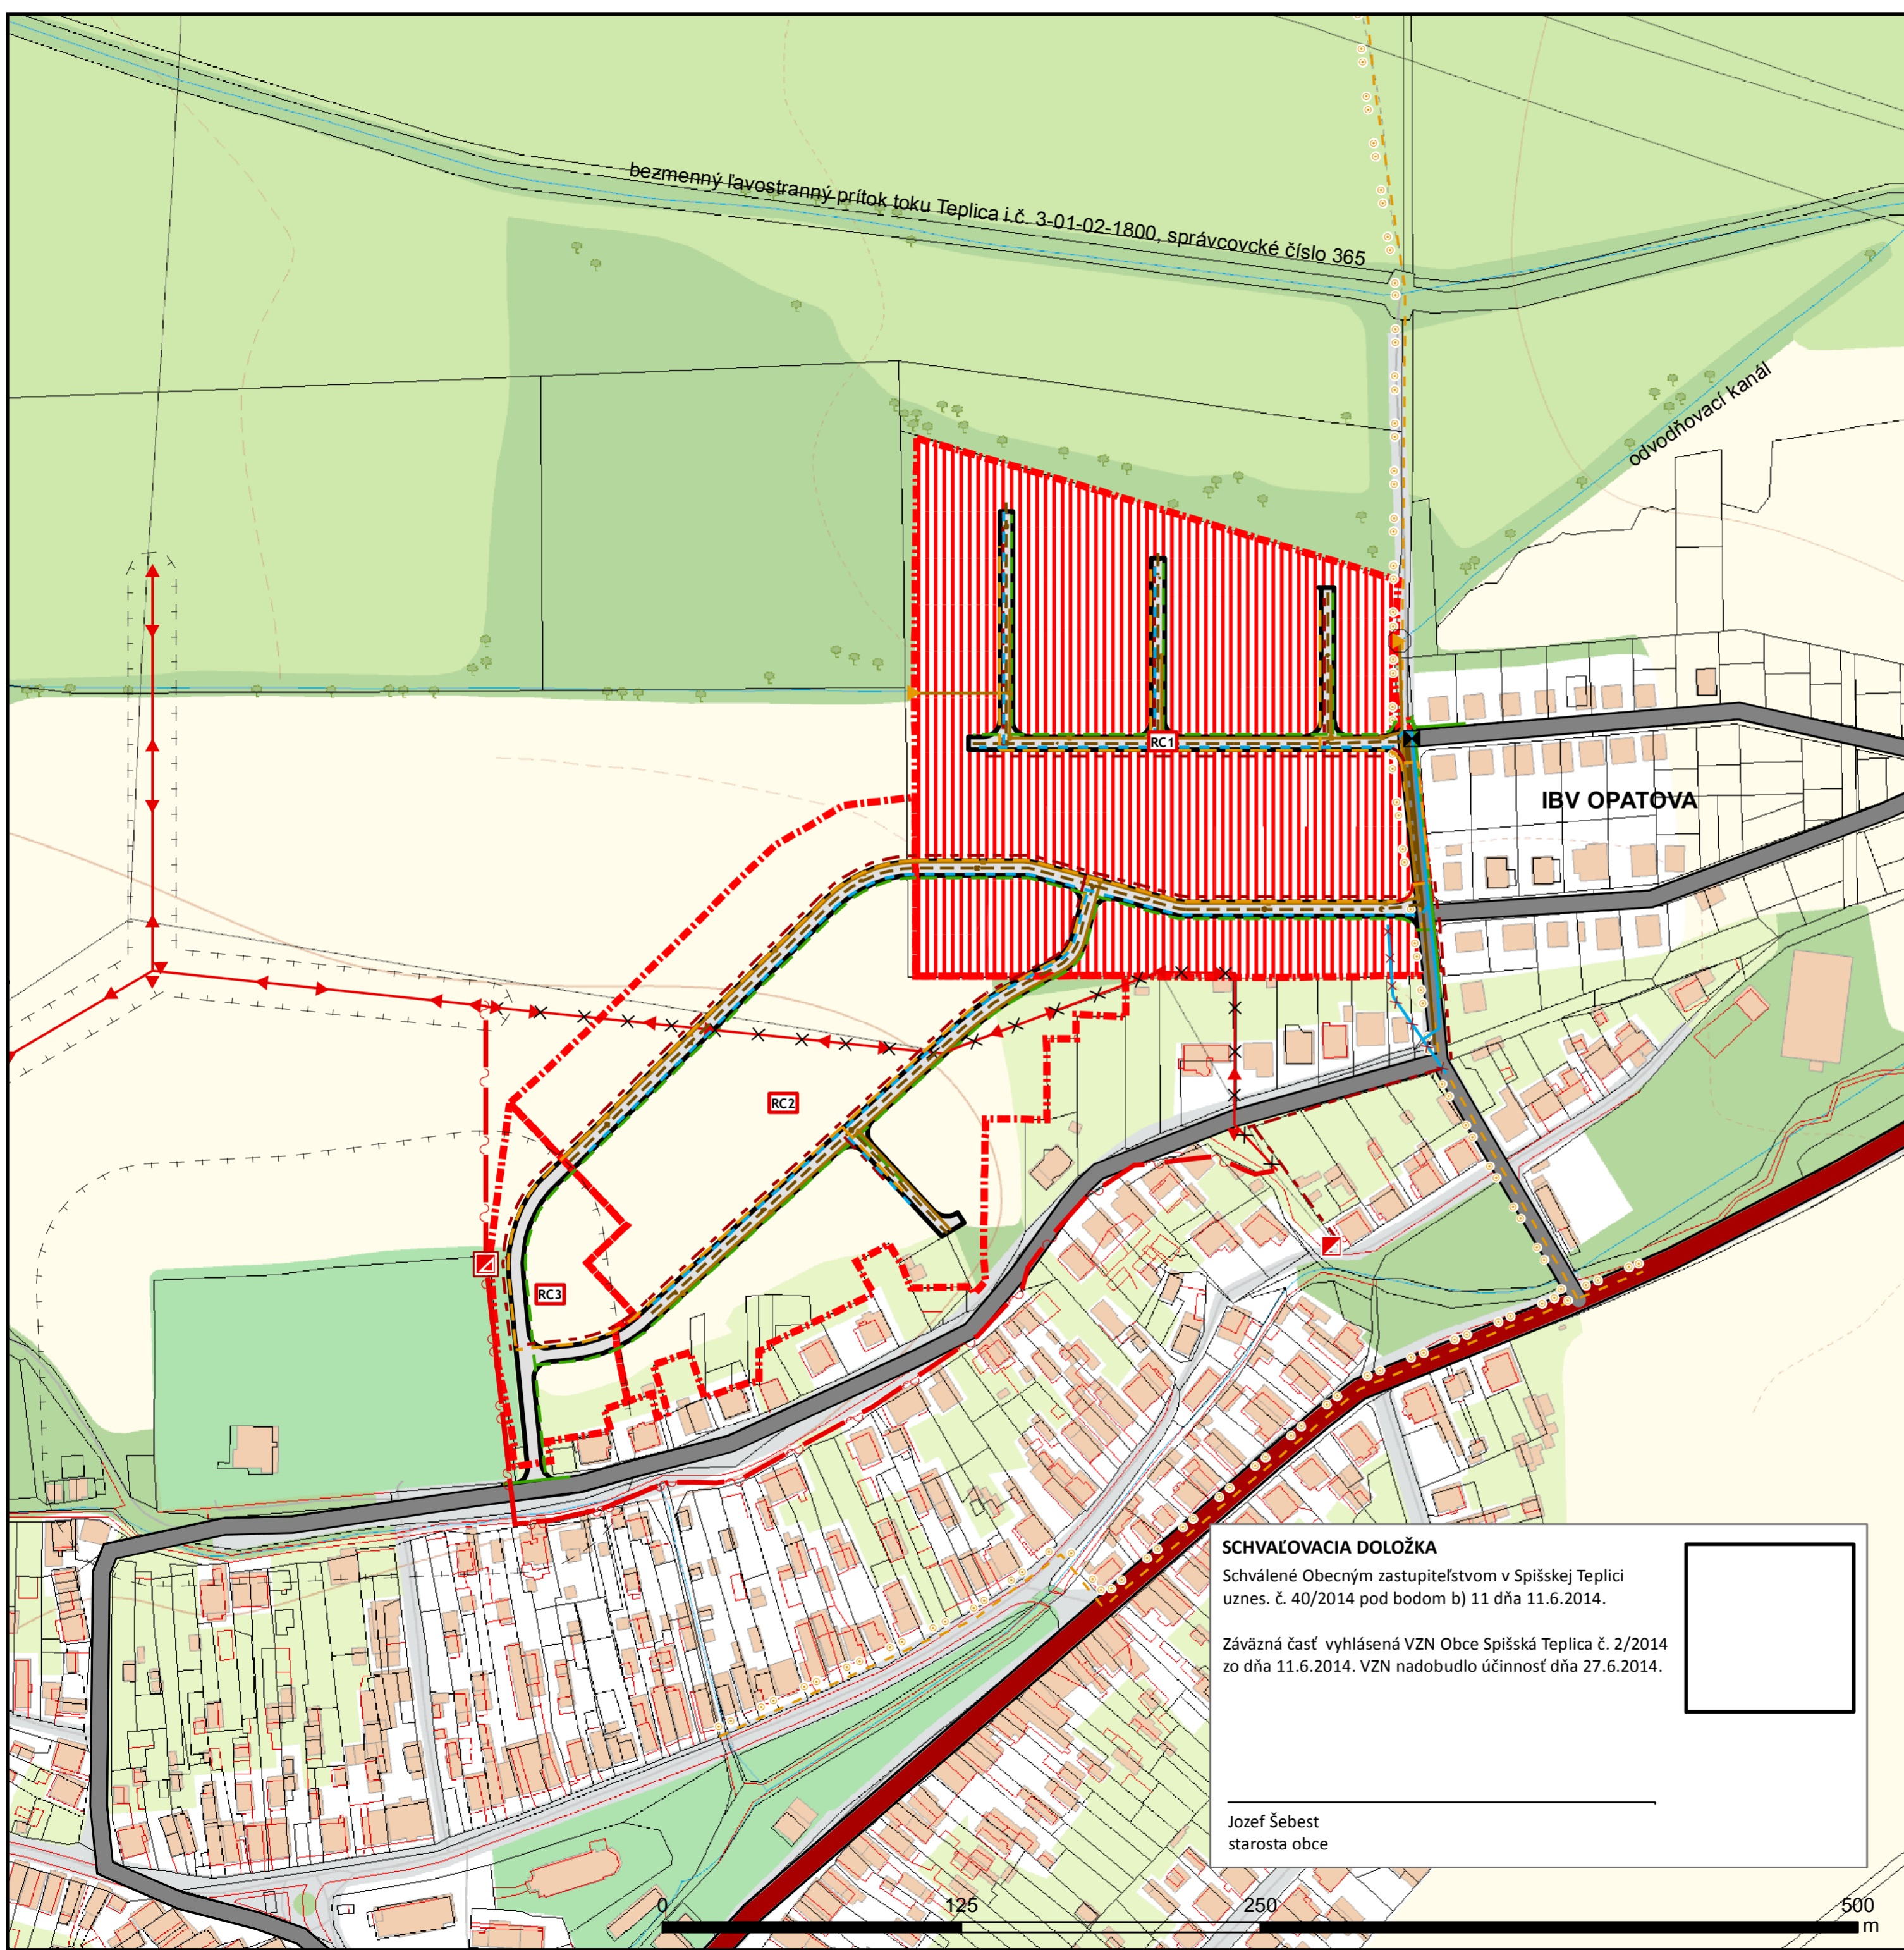 bezmenný ľavostranný prítok toku Teplica i.č. 3-01-02-1800, správcovcké číslo 365
odvodňovací kanál
RC1
IBV OPATOVA
RC2
RC3
SCHVAĽOVACIA DOLOŽKA
Schválené Obecným zastupiteľstvom v Spišskej Teplici
uznes. č. 40/2014 pod bodom b) 11 dňa 11.6.2014.
Záväzná časť vyhlásená VZN Obce Spišská Teplica č. 2/2014
zo dňa 11.6.2014. VZN nadobudlo účinnosť dňa 27.6.2014.
Jozef Šebest
starosta obce
0 125 250 500
m